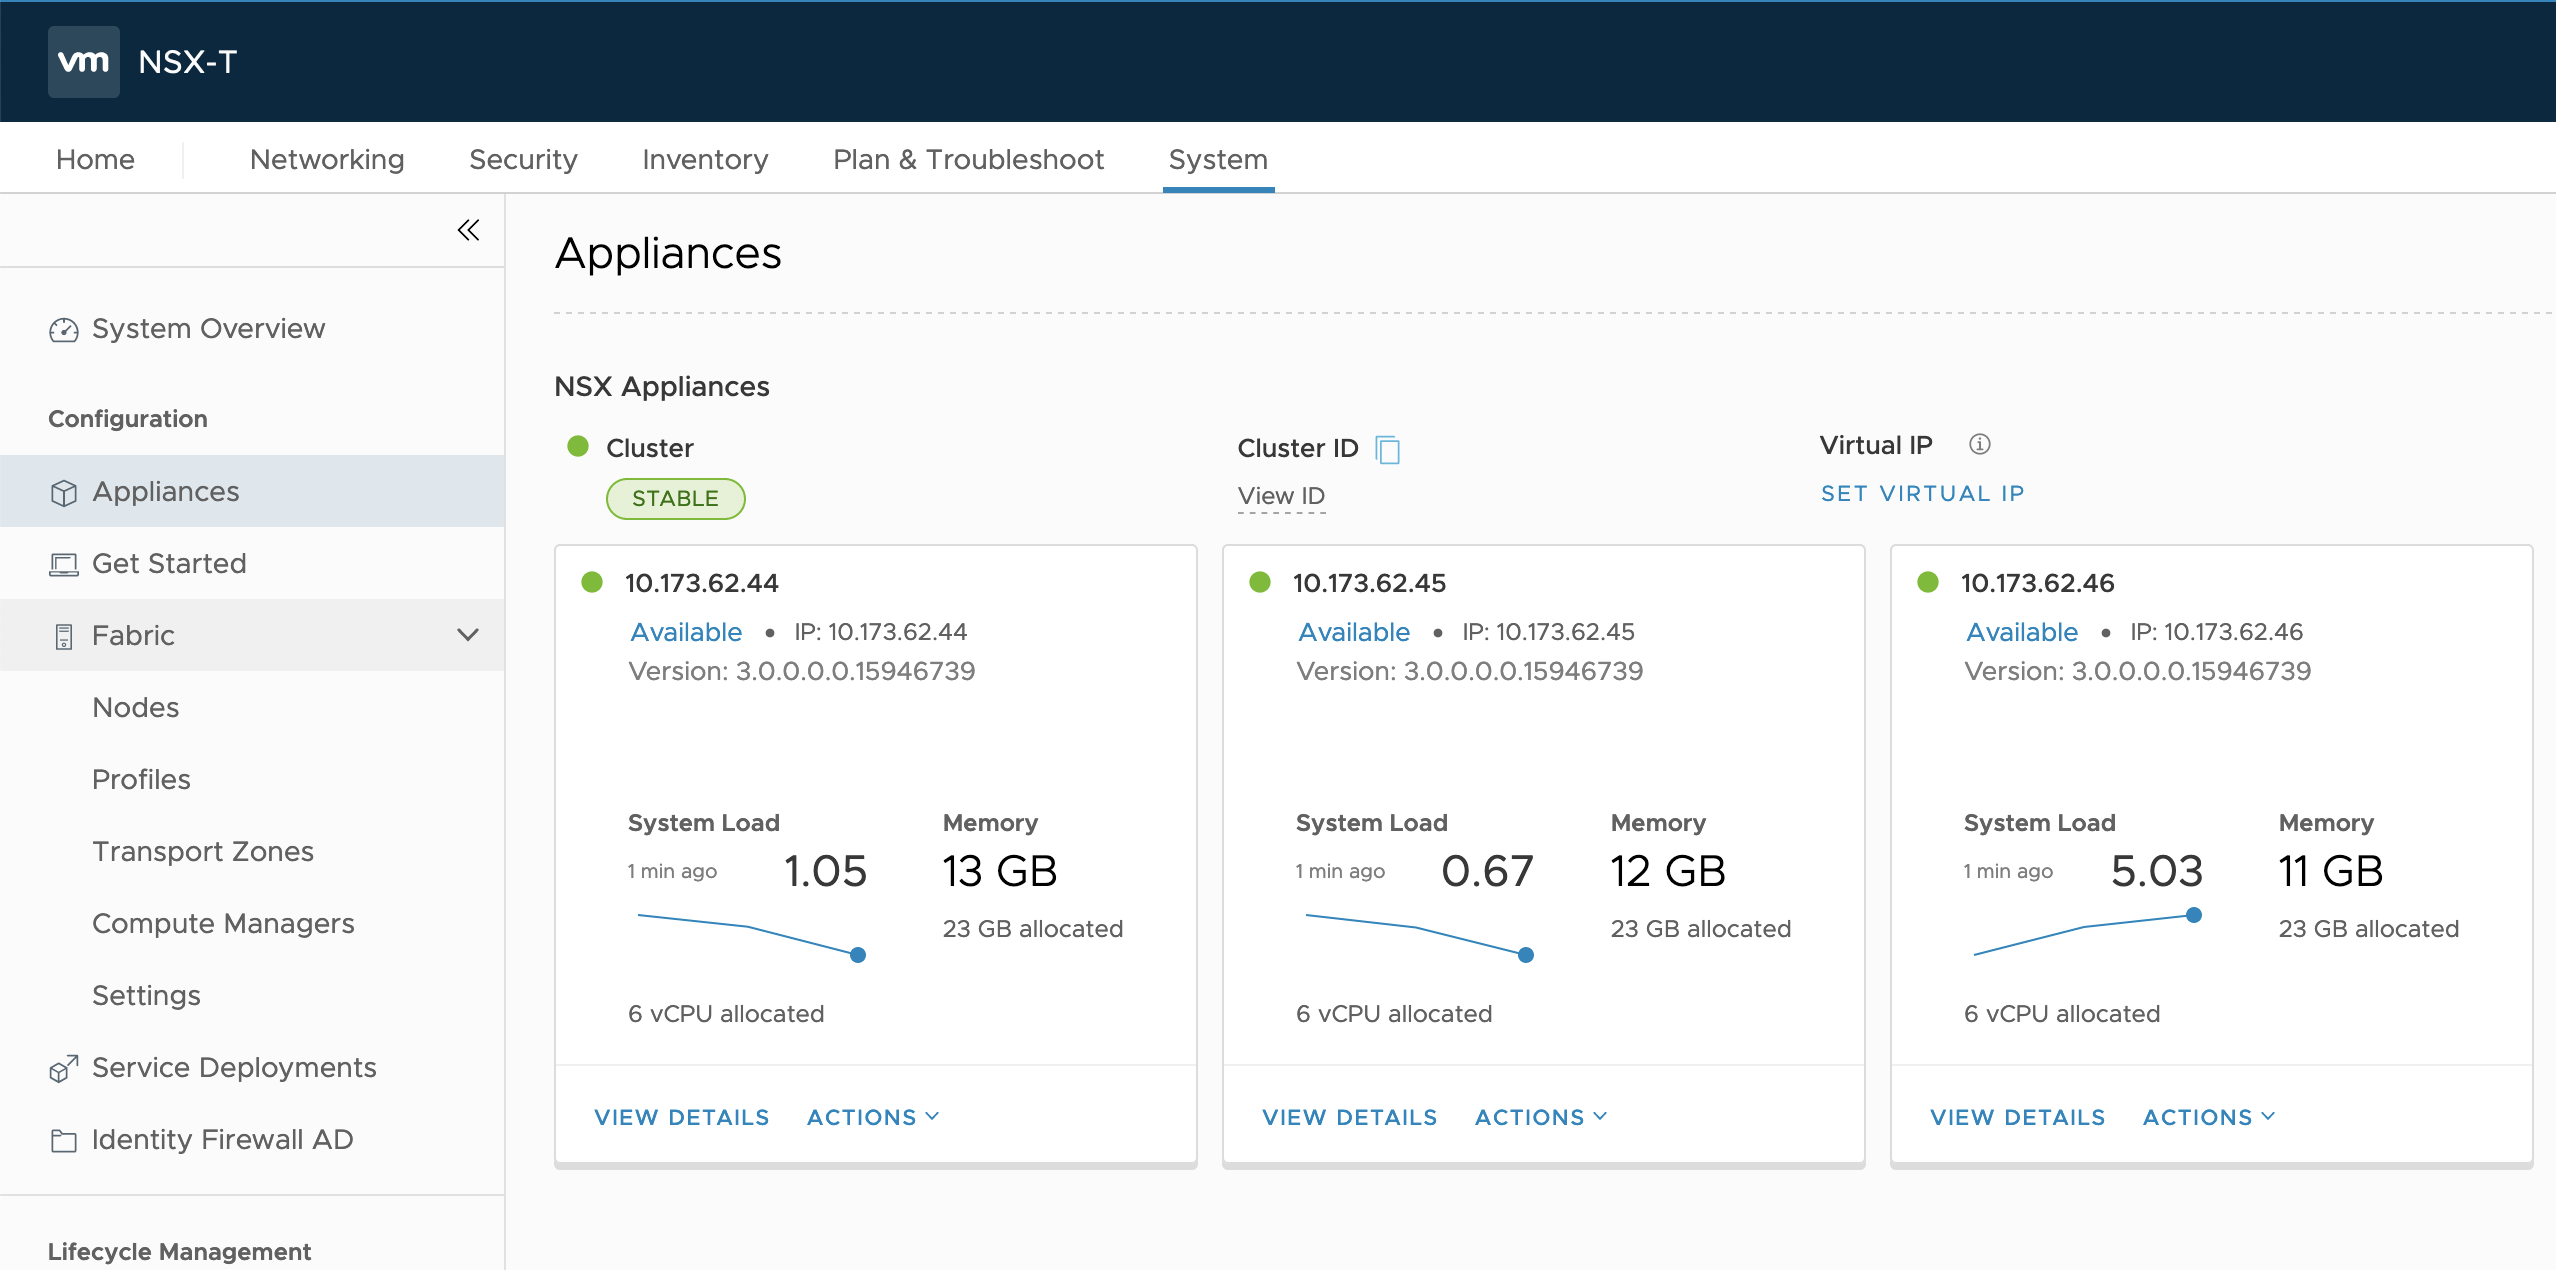 vm NSX-T
Home Networking Security Inventory Plan & Troubleshoot System
System Overview
Configuration
Appliances
Get Started
Fabric
Nodes
Profiles
Transport Zones
Compute Managers
Settings
Service Deployments
Identity Firewall AD
Lifecycle Management
Appliances
NSX Appliances
Cluster
STABLE
Cluster ID
View ID
Virtual IP
SET VIRTUAL IP
10.173.62.44
Available • IP: 10.173.62.44
Version: 3.0.0.0.0.15946739
System Load
1 min ago 1.05
6 vCPU allocated
Memory
13 GB
23 GB allocated
VIEW DETAILS ACTIONS
10.173.62.45
Available • IP: 10.173.62.45
Version: 3.0.0.0.0.15946739
System Load
1 min ago 0.67
6 vCPU allocated
Memory
12 GB
23 GB allocated
VIEW DETAILS ACTIONS
10.173.62.46
Available • IP: 10.173.62.46
Version: 3.0.0.0.0.15946739
System Load
1 min ago 5.03
6 vCPU allocated
Memory
11 GB
23 GB allocated
VIEW DETAILS ACTIONS